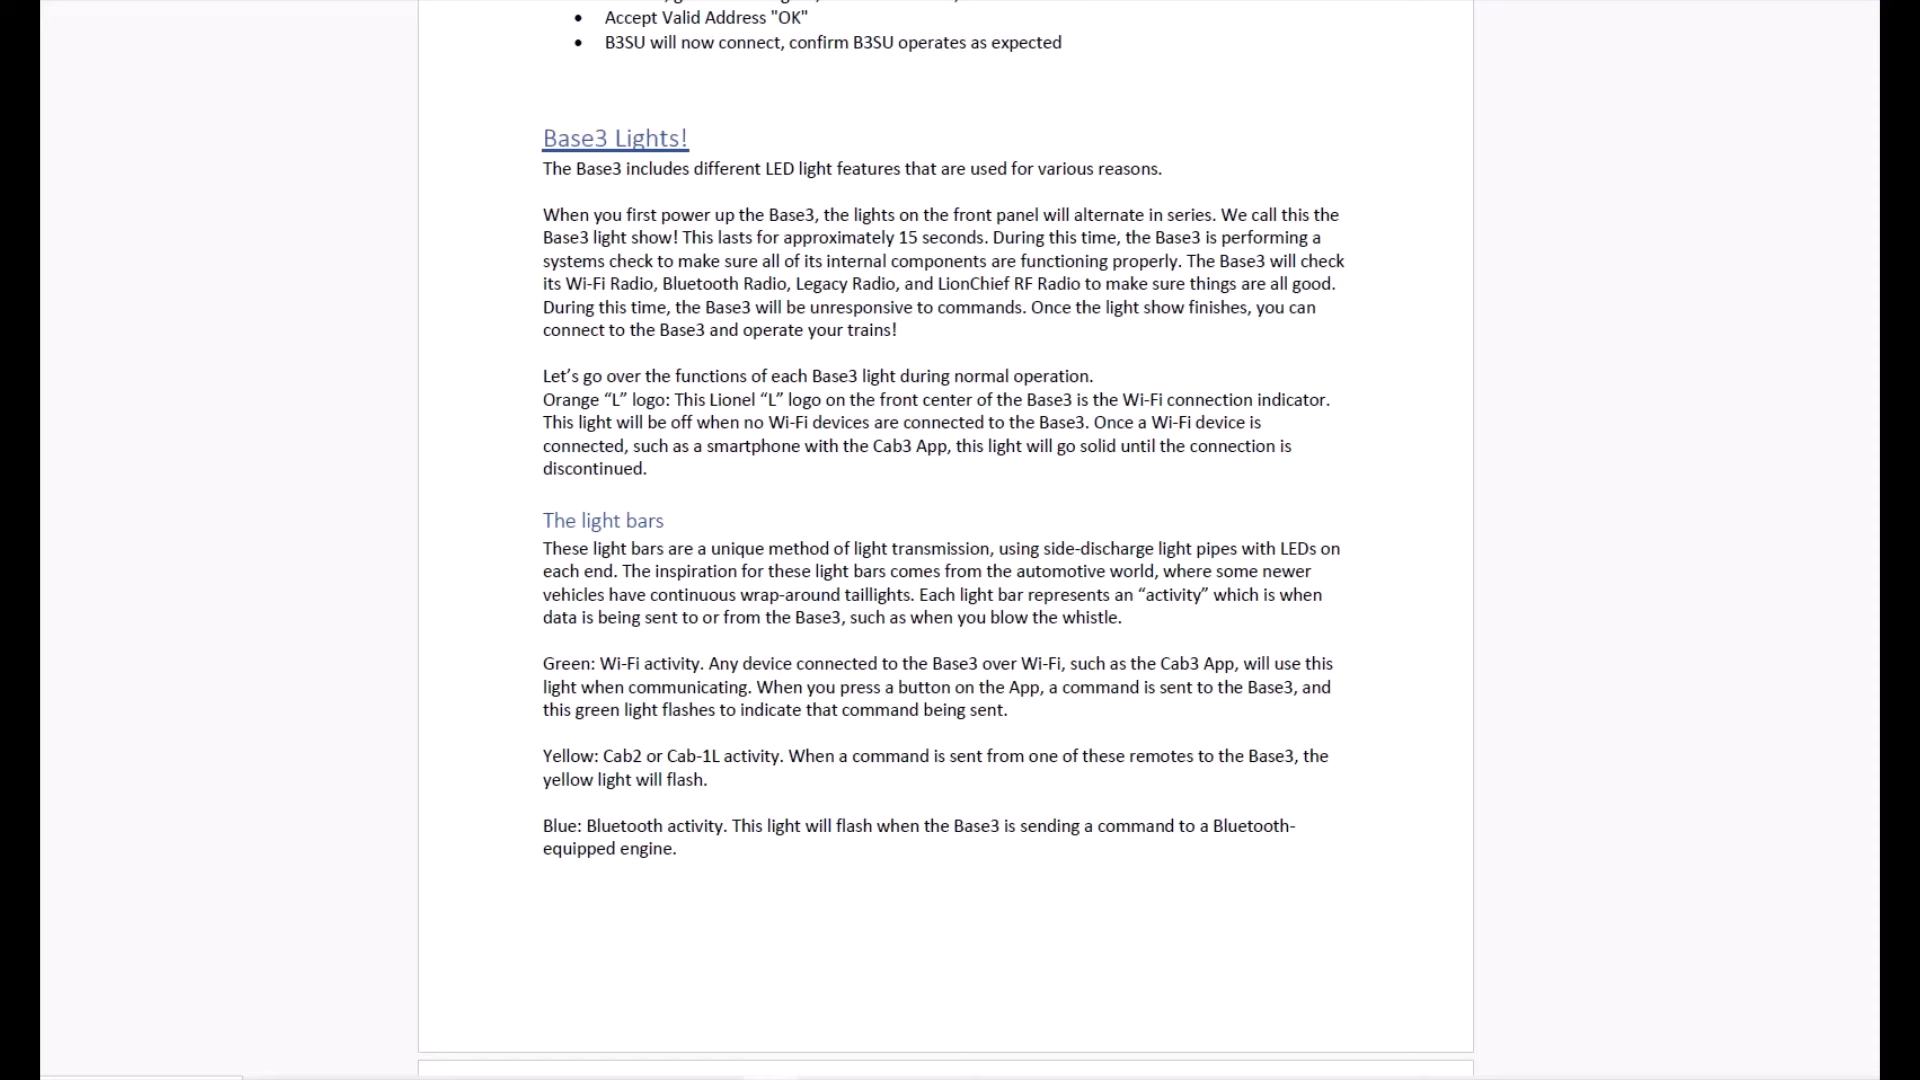 Accept Valid Address "OK"
B3SU will now connect, confirm B3SU operates as expected
Base3 Lights!
The Base3 includes different LED light features that are used for various reasons.
When you first power up the Base3, the lights on the front panel will alternate in series. We call this the
Base3 light show! This lasts for approximately 15 seconds. During this time, the Base3 is performing a
systems check to make sure all of its internal components are functioning properly. The Base3 will check
its Wi-Fi Radio, Bluetooth Radio, Legacy Radio, and LionChief RF Radio to make sure things are all good.
During this time, the Base3 will be unresponsive to commands. Once the light show finishes, you can
connect to the Base3 and operate your trains!
Let’s go over the functions of each Base3 light during normal operation.
Orange “L” logo: This Lionel “L” logo on the front center of the Base3 is the Wi-Fi connection indicator.
This light will be off when no Wi-Fi devices are connected to the Base3. Once a Wi-Fi device is
connected, such as a smartphone with the Cab3 App, this light will go solid until the connection is
discontinued.
The light bars
These light bars are a unique method of light transmission, using side-discharge light pipes with LEDs on
each end. The inspiration for these light bars comes from the automotive world, where some newer
vehicles have continuous wrap-around taillights. Each light bar represents an “activity” which is when
data is being sent to or from the Base3, such as when you blow the whistle.
Green: Wi-Fi activity. Any device connected to the Base3 over Wi-Fi, such as the Cab3 App, will use this
light when communicating. When you press a button on the App, a command is sent to the Base3, and
this green light flashes to indicate that command being sent.
Yellow: Cab2 or Cab-1L activity. When a command is sent from one of these remotes to the Base3, the
yellow light will flash.
Blue: Bluetooth activity. This light will flash when the Base3 is sending a command to a Bluetooth-
equipped engine.